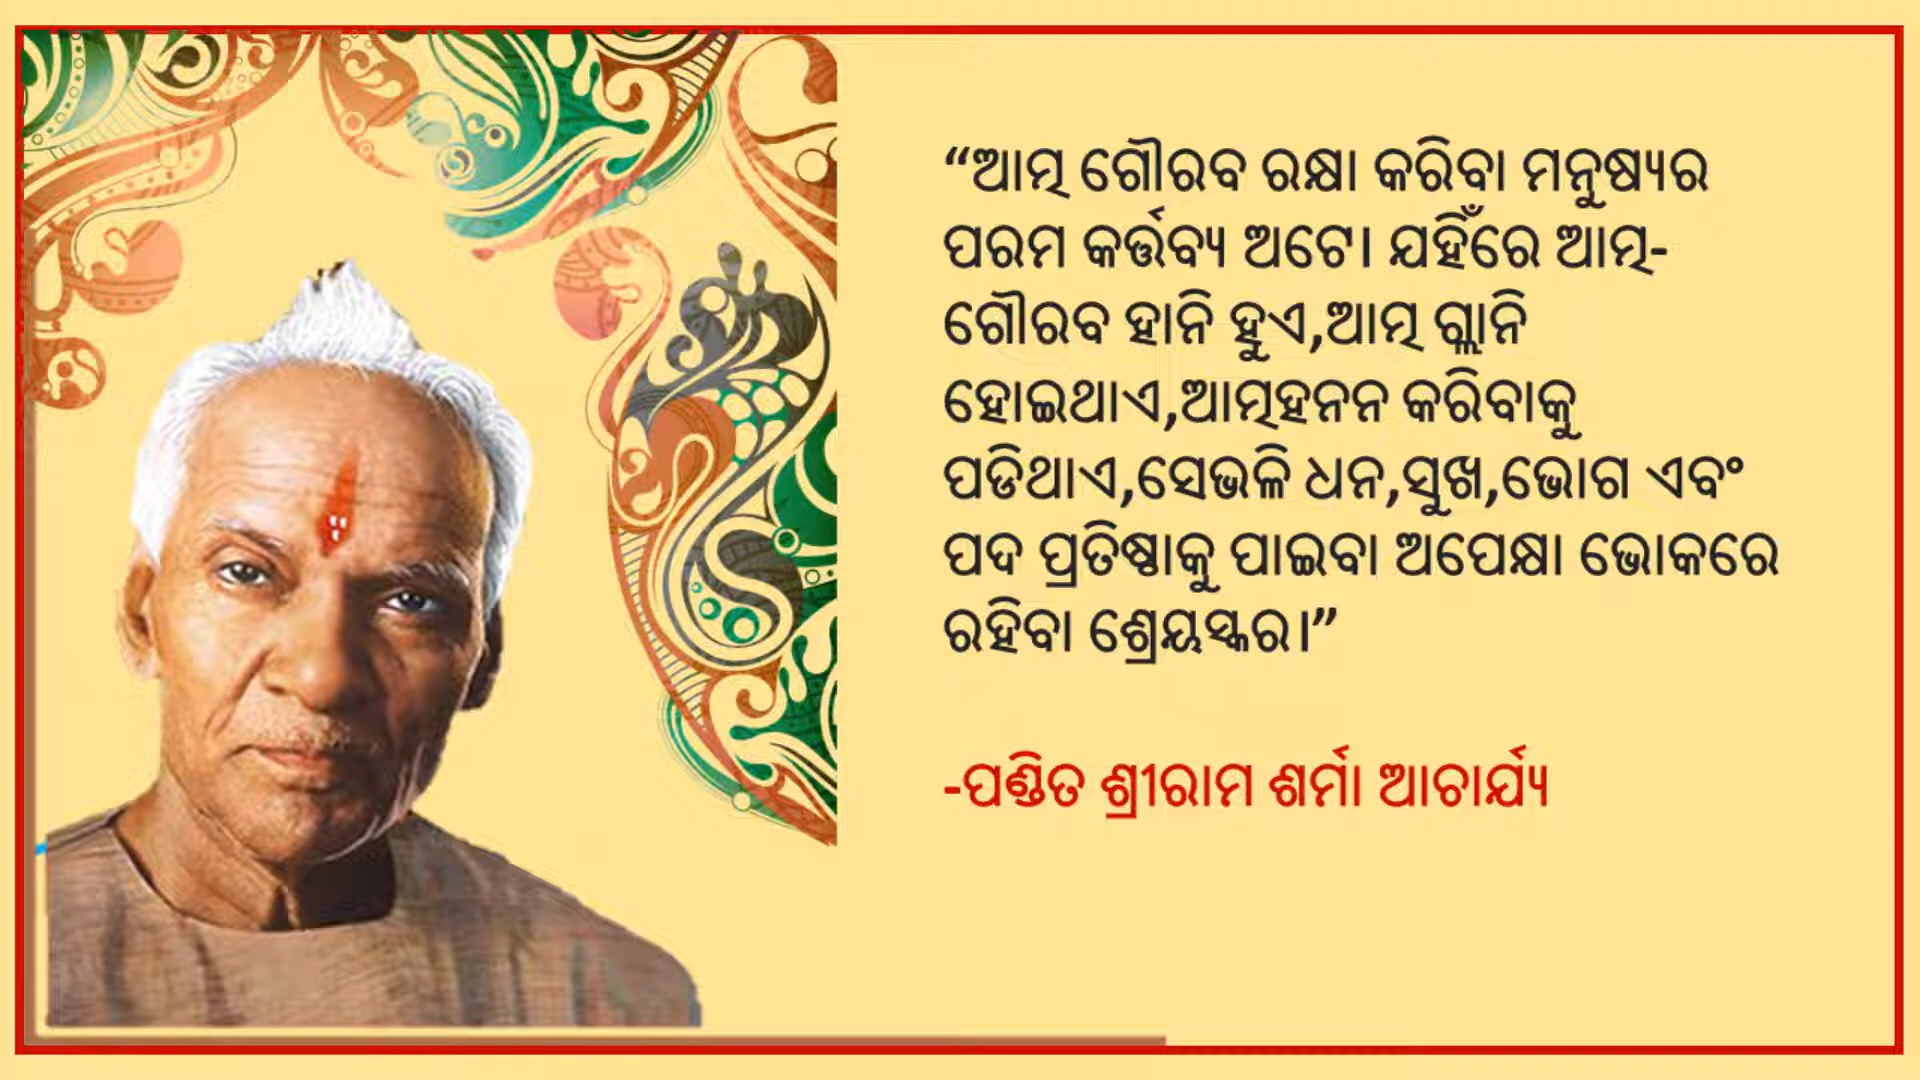 “ଆତ୍ମ ଗୌରବ ରକ୍ଷା କରିବା ମନୁଷ୍ୟର
ପରମ କର୍ତ୍ତବ୍ୟ ଅଟେ। ଯହିଁରେ ଆତ୍ମ-
ଗୌରବ ହାନି ହୁଏ,ଆତ୍ମ ଗ୍ଲାନି
ହୋଇଥାଏ,ଆତ୍ମହନନ କରିବାକୁ
ପଡିଥାଏ,ସେଭଳି ଧନ,ସୁଖ,ଭୋଗ ଏବଂ
ପଦ ପ୍ରତିଷ୍ଠାକୁ ପାଇବା ଅପେକ୍ଷା ଭୋକରେ
ରହିବା ଶ୍ରେୟସ୍କର।”
-ପଣ୍ଡିତ ଶ୍ରୀରାମ ଶର୍ମା ଆଚାର୍ଯ୍ୟ